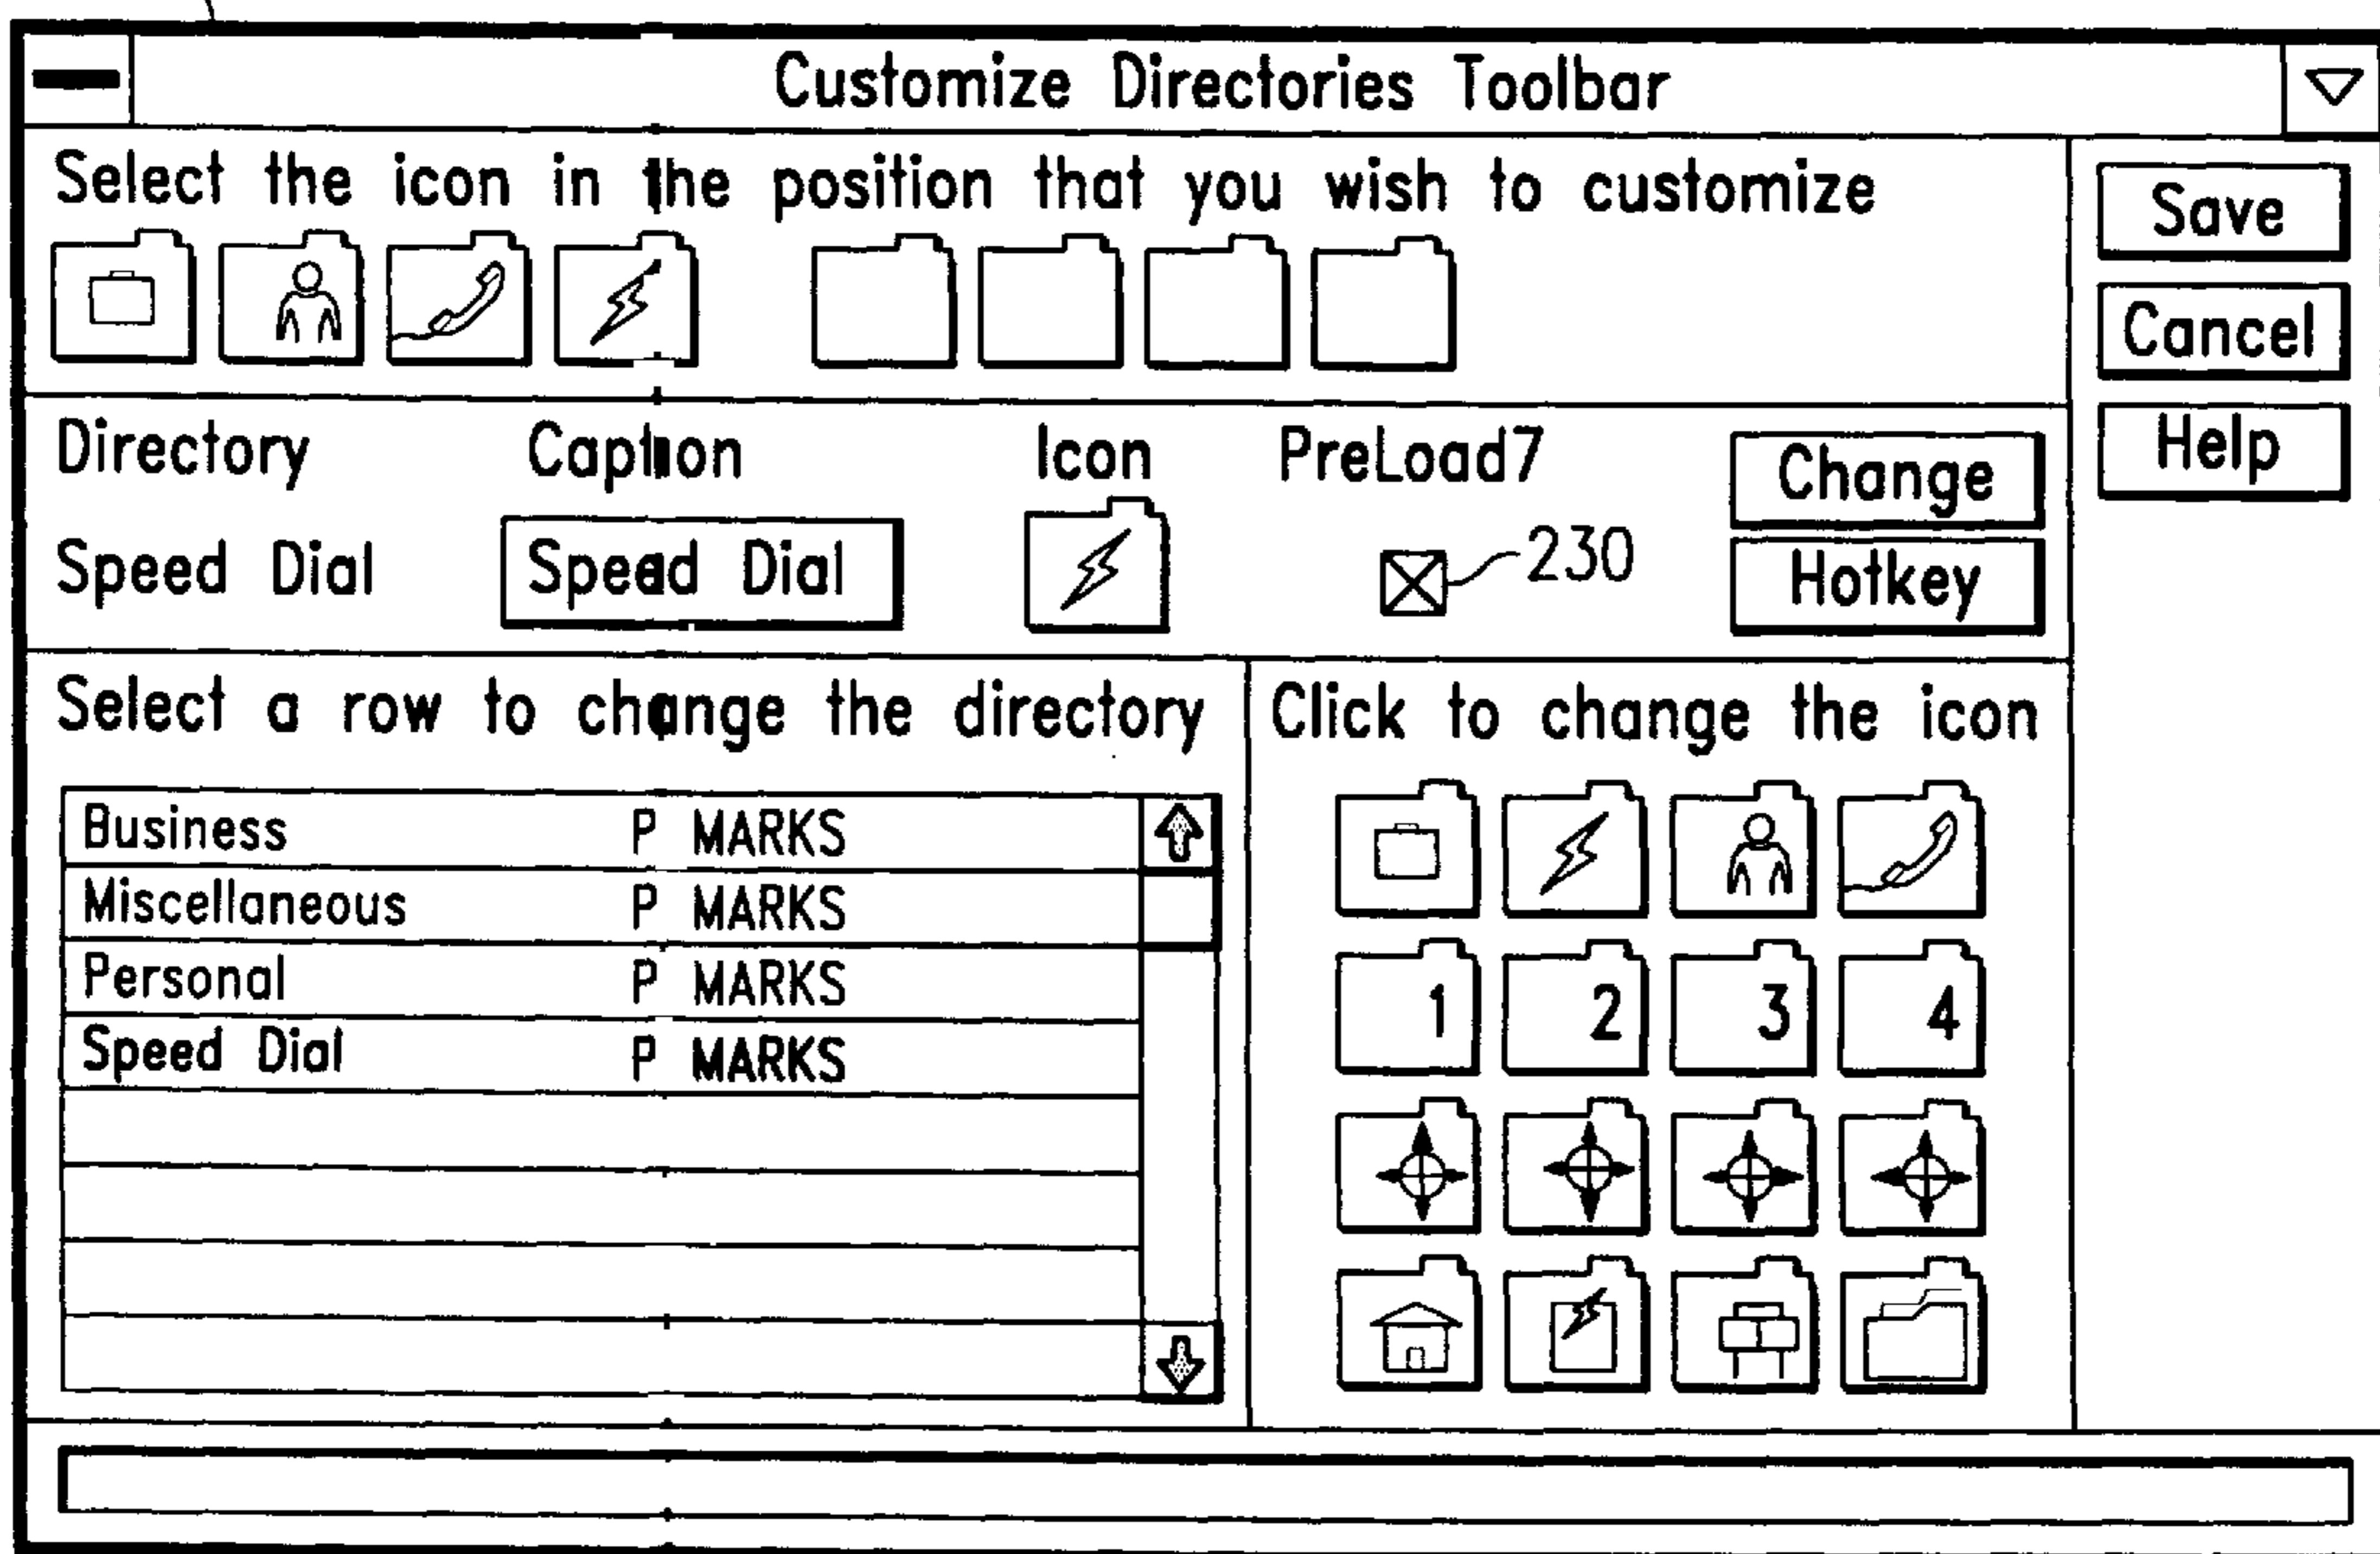 Customize Directories Toolbar
Select the icon in the position that you wish to customize
Save
Cancel
Help
Directory Caption Icon PreLoad7 Change
Speed Dial Speed Dial 230 Hotkey
Select a row to change the directory
Business P MARKS
Miscellaneous P MARKS
Personal P MARKS
Speed Dial P MARKS
Click to change the icon
1 2 3 4